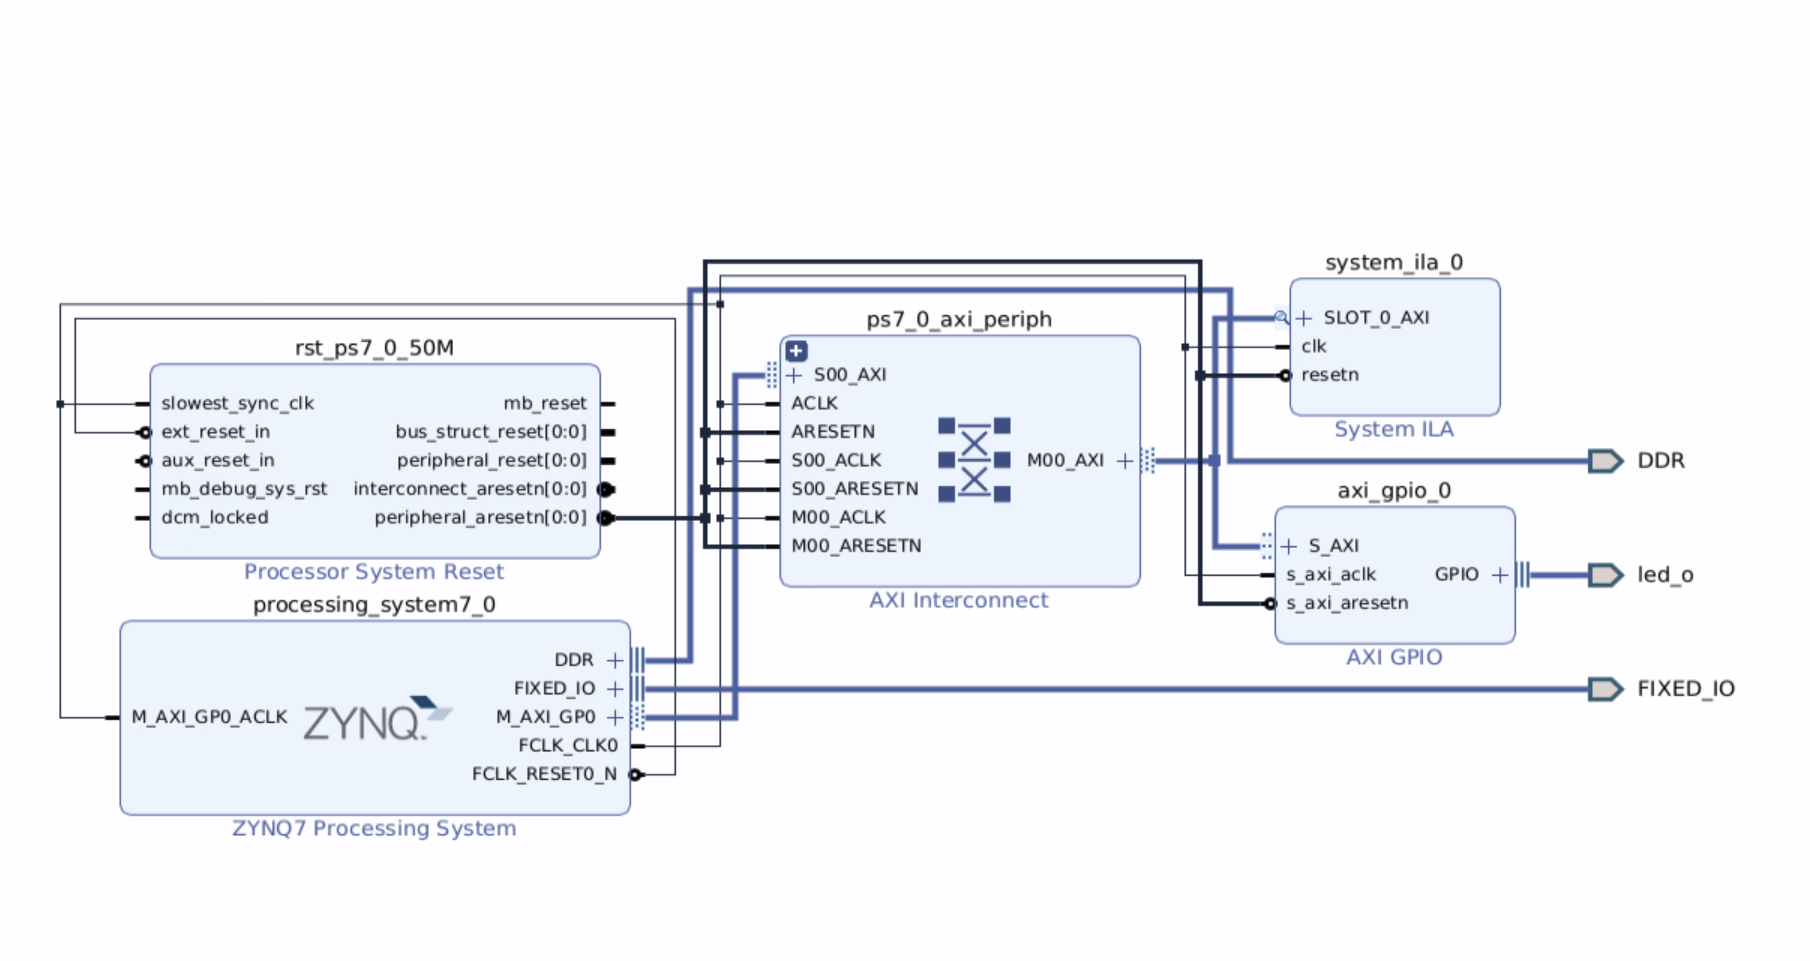 system_ila_0
SLOT_0_AXI
clk
resetn
System ILA
ps7_0_axi_periph
S00_AXI
ACLK
ARESETN
S00_ACLK
S00_ARESETN
M00_ACLK
M00_ARESETN
M00_AXI
AXI Interconnect
rst_ps7_0_50M
slowest_sync_clk
ext_reset_in
aux_reset_in
mb_debug_sys_rst
dcm_locked
mb_reset
bus_struct_reset[0:0]
peripheral_reset[0:0]
interconnect_aresetn[0:0]
peripheral_aresetn[0:0]
Processor System Reset
DDR
axi_gpio_0
S_AXI
s_axi_aclk
s_axi_aresetn
GPIO
AXI GPIO
led_o
processing_system7_0
M_AXI_GP0_ACLK
ZYNQ
DDR
FIXED_IO
M_AXI_GP0
FCLK_CLK0
FCLK_RESET0_N
ZYNQ7 Processing System
FIXED_IO